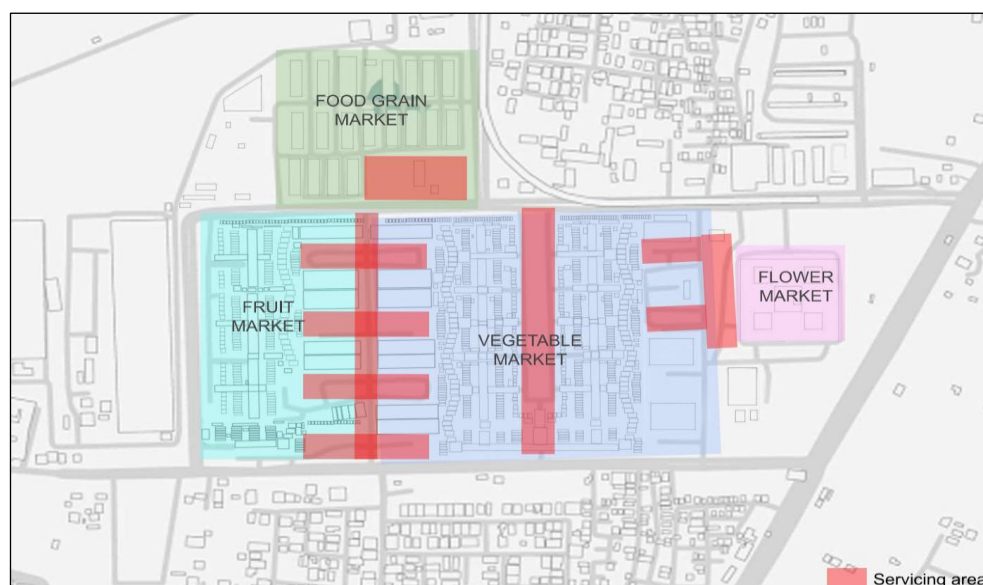 FOOD GRAIN
MARKET
FRUIT
MARKET
VEGETABLE
MARKET
FLOWER
MARKET
Servicing area